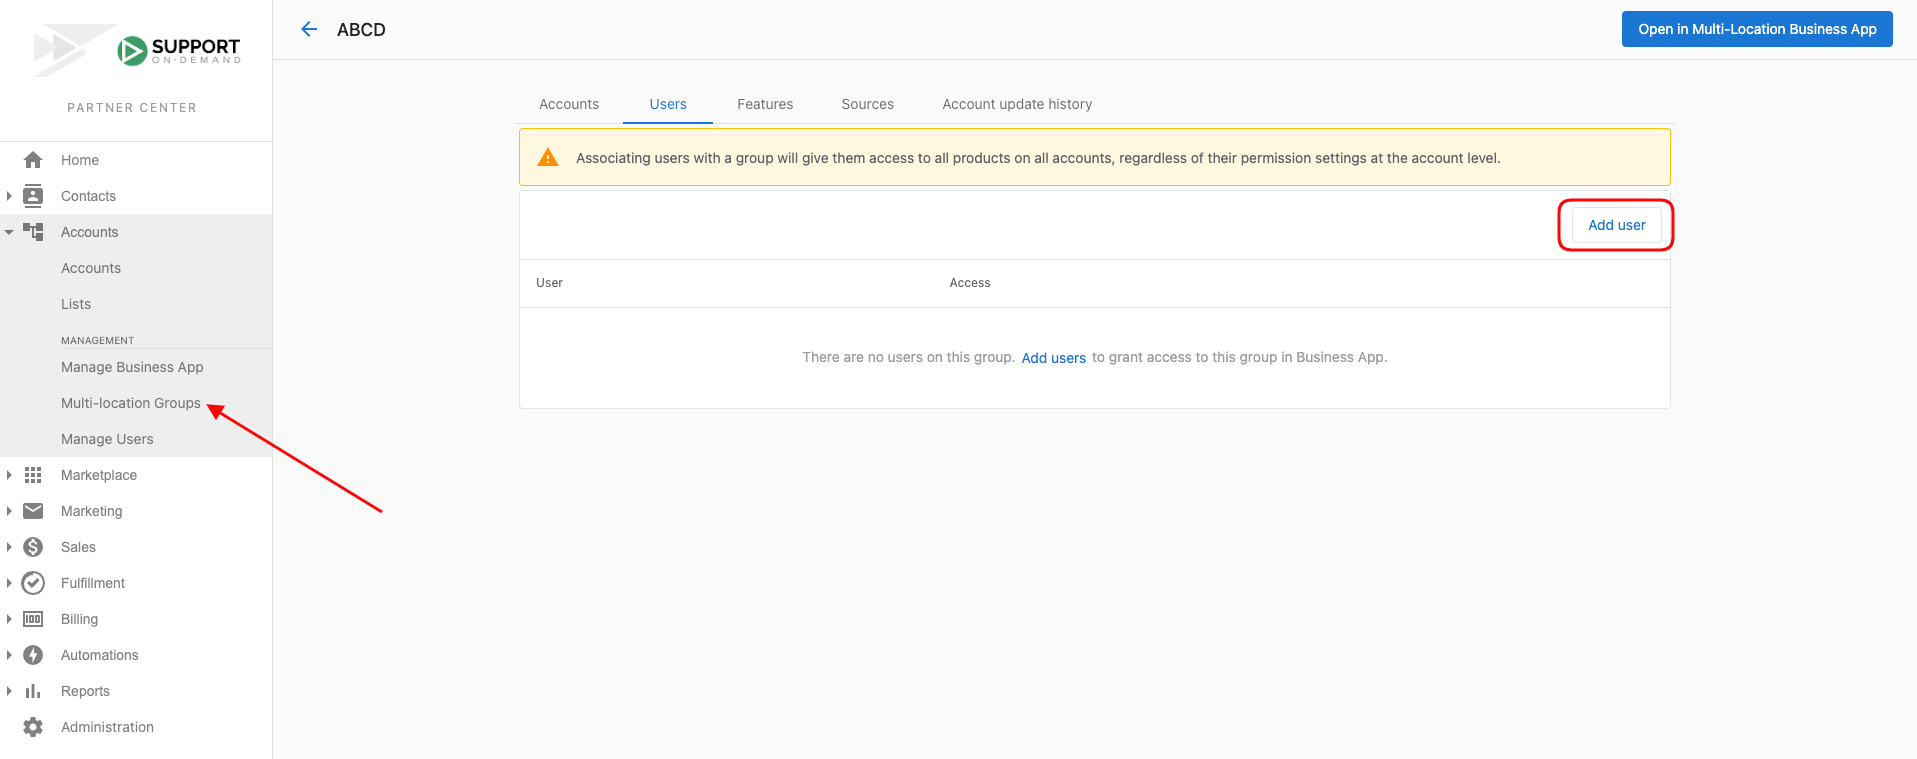 SUPPORT
ON-DEMAND
PARTNER CENTER
Home
Contacts
Accounts
Accounts
Lists
MANAGEMENT
Manage Business App
Multi-location Groups
Manage Users
Marketplace
Marketing
Sales
Fulfillment
Billing
Automations
Reports
Administration
ABCD
Open in Multi-Location Business App
Accounts Users Features Sources Account update history
Associating users with a group will give them access to all products on all accounts, regardless of their permission settings at the account level.
Add user
User Access
There are no users on this group. Add users to grant access to this group in Business App.